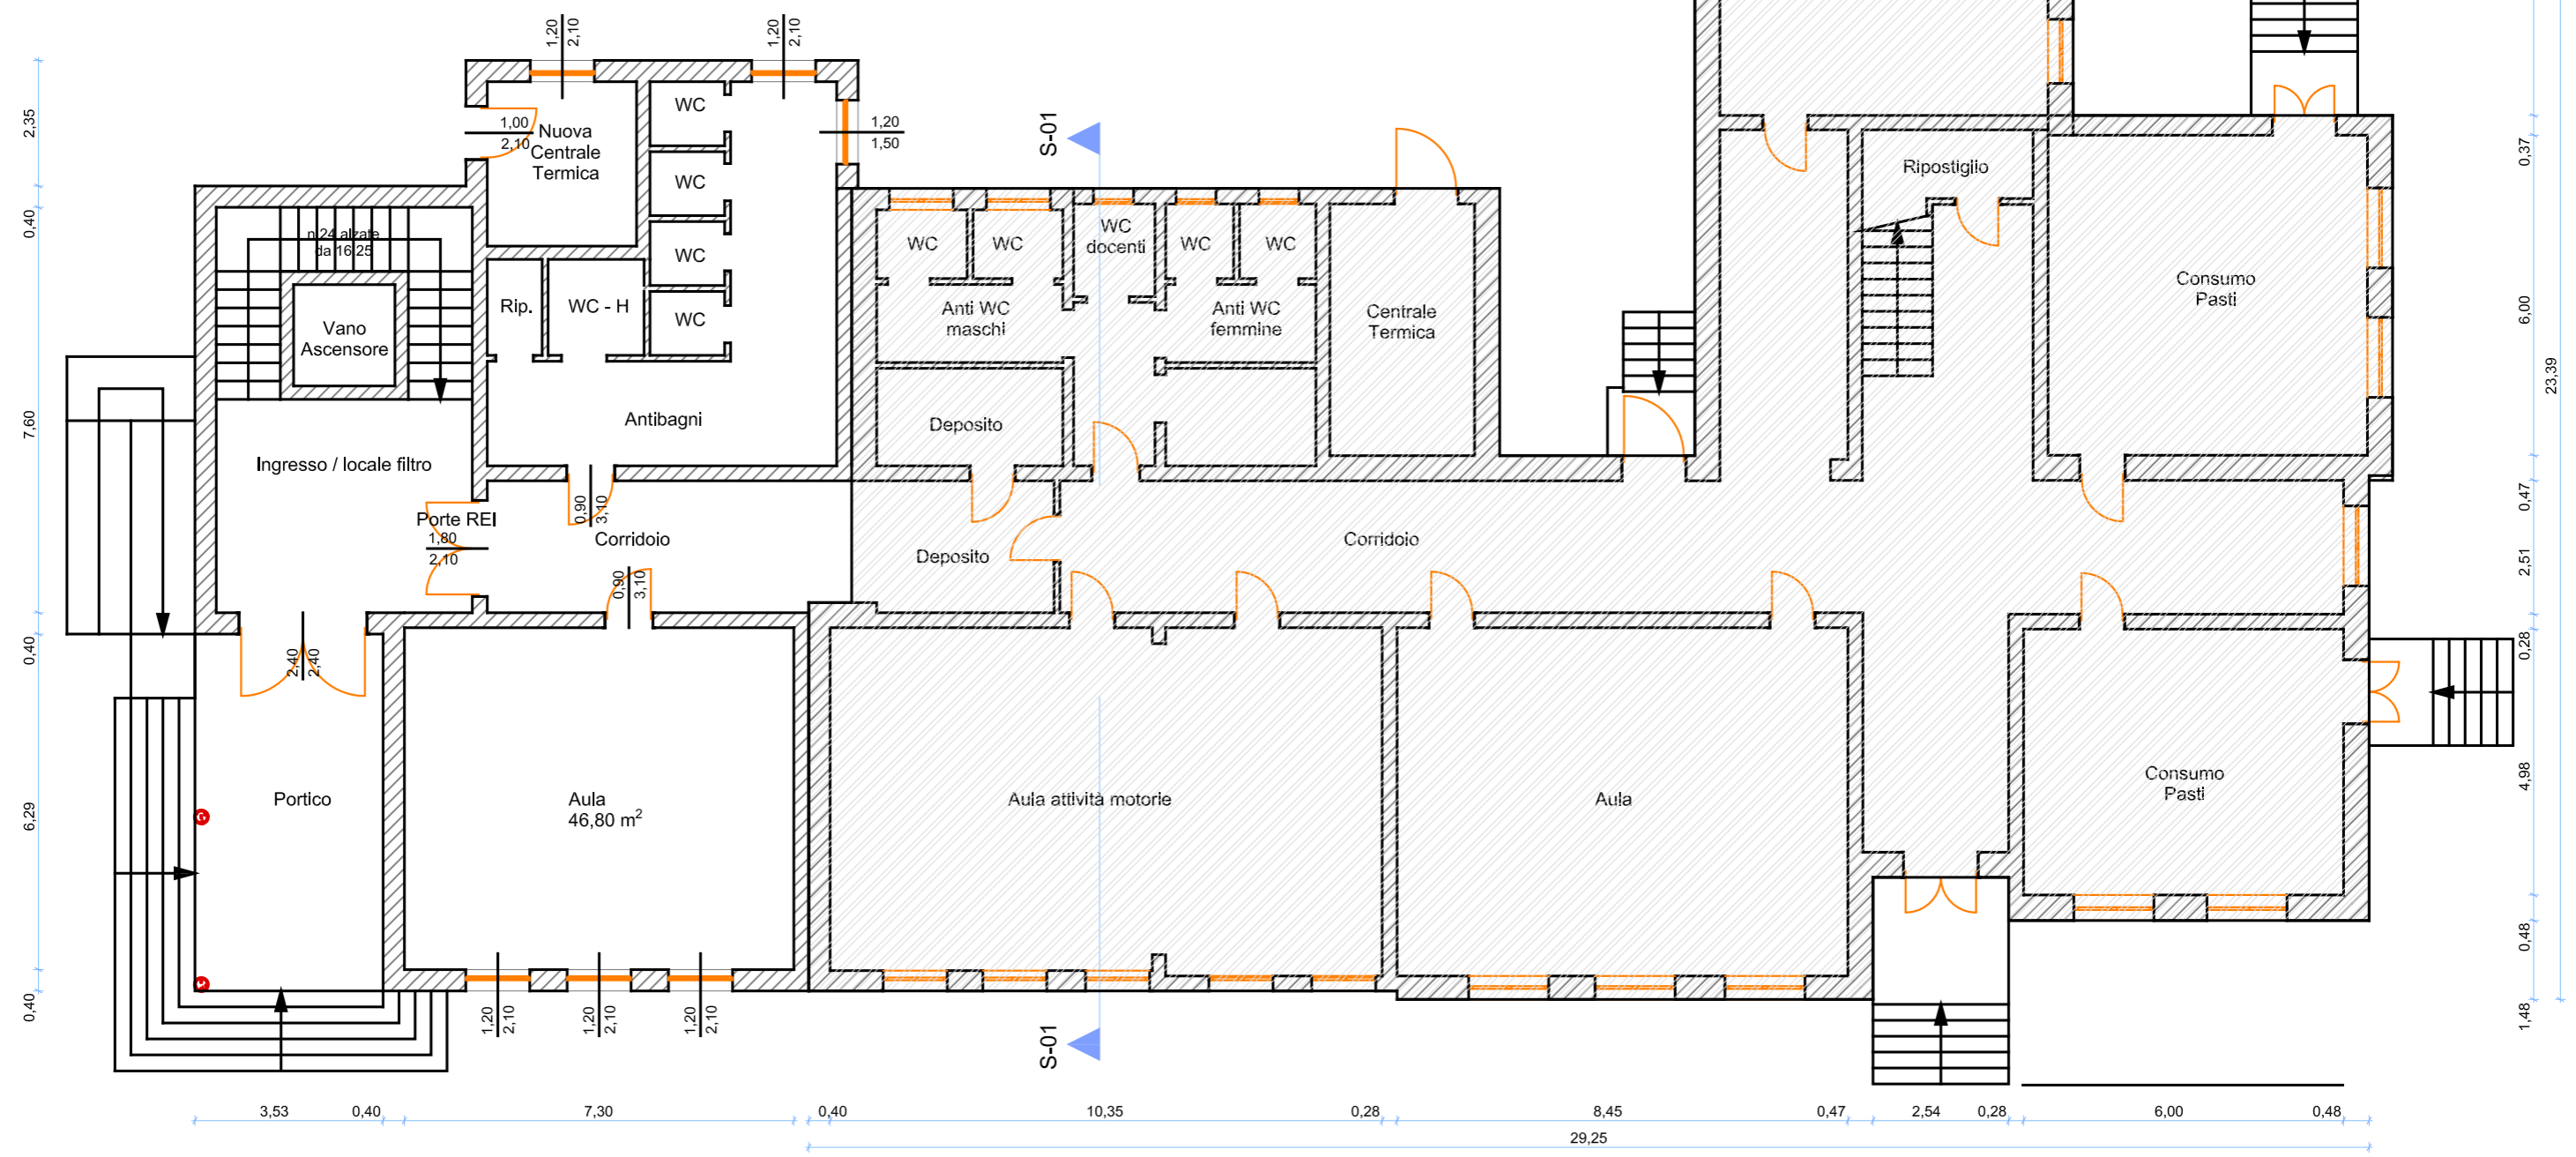 1,20
2,10
1,20
2,10
2,35
0,40
7,60
0,40
6,29
0,40
1,00
2,10
Nuova
Centrale
Termica
WC
WC
WC
WC
1,20
1,50
S-01
n.24 alzate
da 16.25
Vano
Ascensore
Rip.
WC - H
Antibagni
Ingresso / locale filtro
Porte REI
1,80
2,10
0,90
3,10
Corridoio
0,90
3,10
2,40
2,40
Portico
Aula
46,80 m²
1,20
2,10
1,20
2,10
1,20
2,10
WC
WC
WC
docenti
WC
WC
Anti WC
maschi
Anti WC
femmine
Centrale
Termica
Deposito
Deposito
Corridoio
Ripostiglio
Consumo
Pasti
Aula attività motorie
Aula
Consumo
Pasti
S-01
0,37
6,00
23,39
0,47
2,51
0,28
4,98
0,48
1,48
3,53
0,40
7,30
0,40
10,35
0,28
8,45
0,47
2,54
0,28
6,00
0,48
29,25